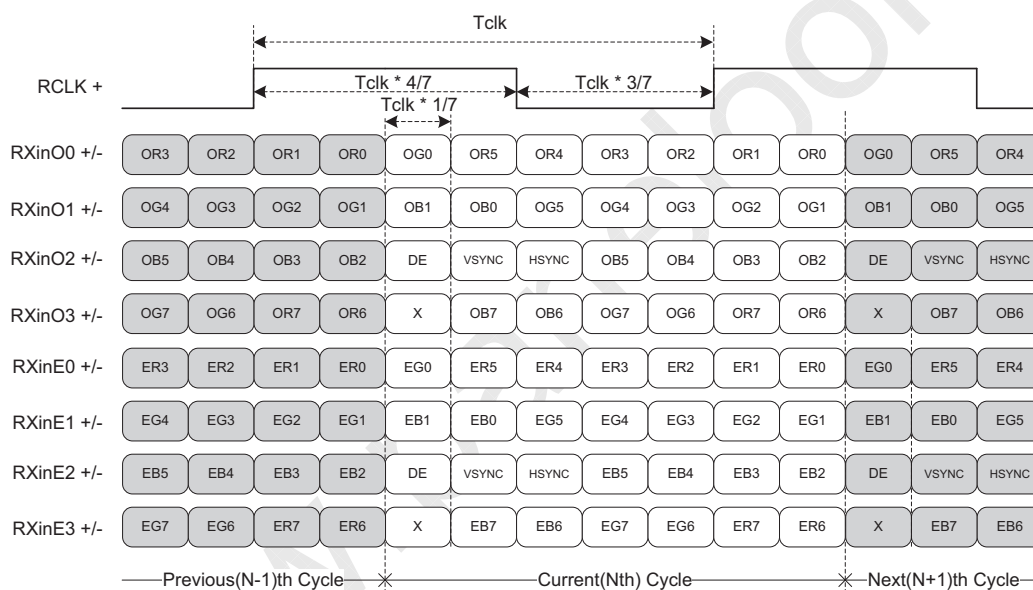 Tclk
RCLK +
Tclk * 4/7
Tclk * 3/7
Tclk * 1/7
RXinO0 +/- OR3 OR2 OR1 OR0 OG0 OR5 OR4 OR3 OR2 OR1 OR0 OG0 OR5 OR4
RXinO1 +/- OG4 OG3 OG2 OG1 OB1 OB0 OG5 OG4 OG3 OG2 OG1 OB1 OB0 OG5
RXinO2 +/- OB5 OB4 OB3 OB2 DE VSYNC HSYNC OB5 OB4 OB3 OB2 DE VSYNC HSYNC
RXinO3 +/- OG7 OG6 OR7 OR6 X OB7 OB6 OG7 OG6 OR7 OR6 X OB7 OB6
RXinE0 +/- ER3 ER2 ER1 ER0 EG0 ER5 ER4 ER3 ER2 ER1 ER0 EG0 ER5 ER4
RXinE1 +/- EG4 EG3 EG2 EG1 EB1 EB0 EG5 EG4 EG3 EG2 EG1 EB1 EB0 EG5
RXinE2 +/- EB5 EB4 EB3 EB2 DE VSYNC HSYNC EB5 EB4 EB3 EB2 DE VSYNC HSYNC
RXinE3 +/- EG7 EG6 ER7 ER6 X EB7 EB6 EG7 EG6 ER7 ER6 X EB7 EB6
Previous(N-1)th Cycle Current(Nth) Cycle Next(N+1)th Cycle